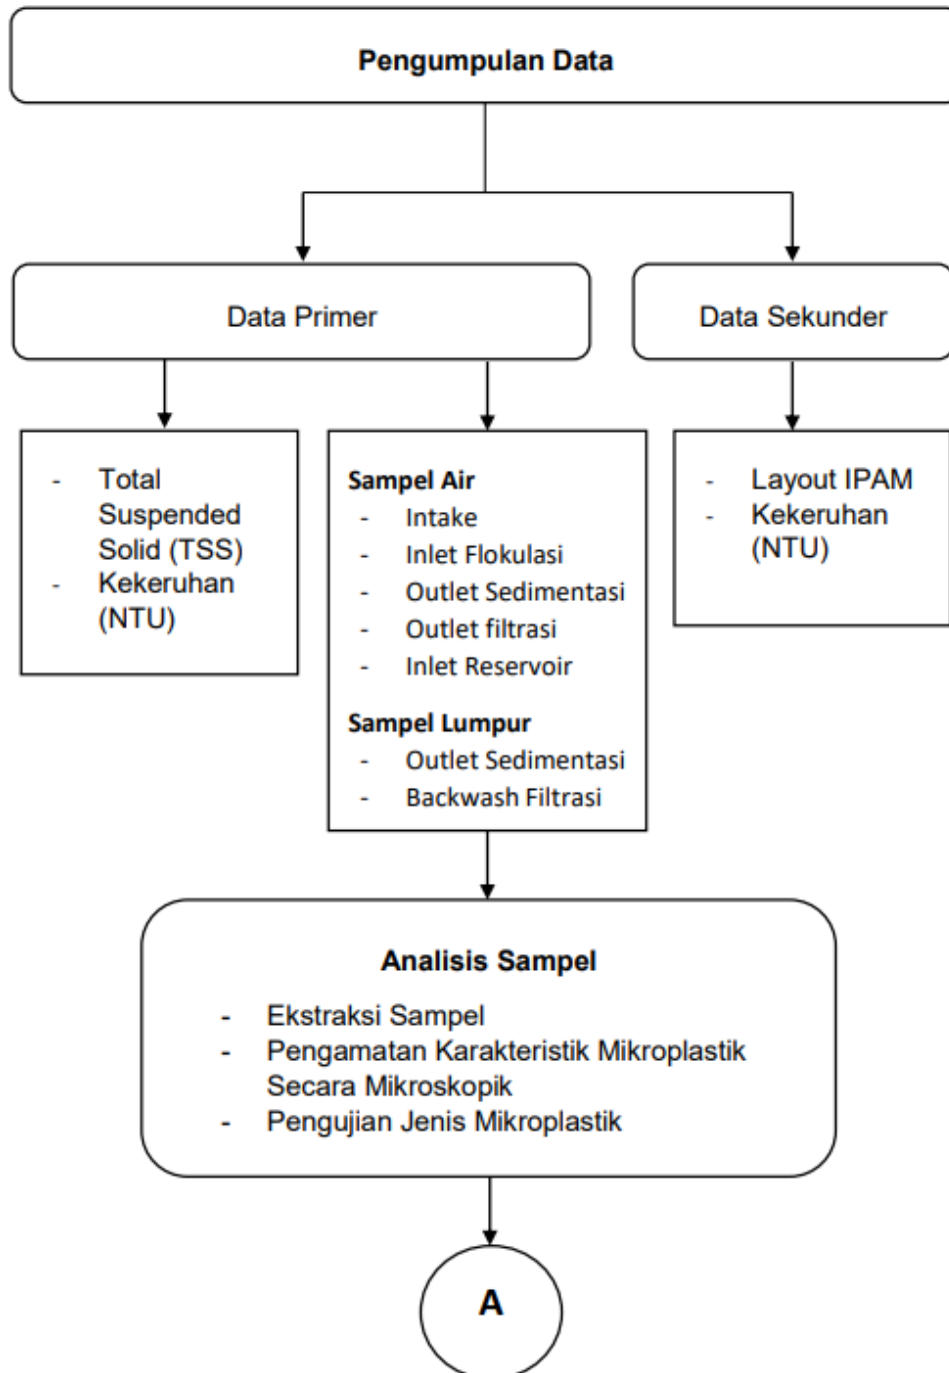 Pengumpulan Data
Data Primer
Data Sekunder
- Total
Suspended
Solid (TSS)
- Kekeruhan
(NTU)
Sampel Air
- Intake
- Inlet Flokulasi
- Outlet Sedimentasi
- Outlet filtrasi
- Inlet Reservoir
Sampel Lumpur
- Outlet Sedimentasi
- Backwash Filtrasi
- Layout IPAM
- Kekeruhan
(NTU)
Analisis Sampel
- Ekstraksi Sampel
- Pengamatan Karakteristik Mikroplastik
Secara Mikroskopik
- Pengujian Jenis Mikroplastik
A